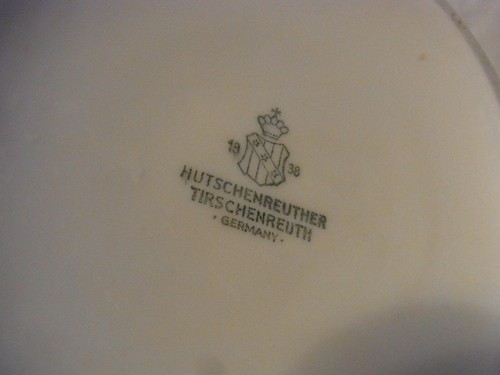 19 38
HUTSCHENREUTHER
TIRSCHENREUTH
· GERMANY ·